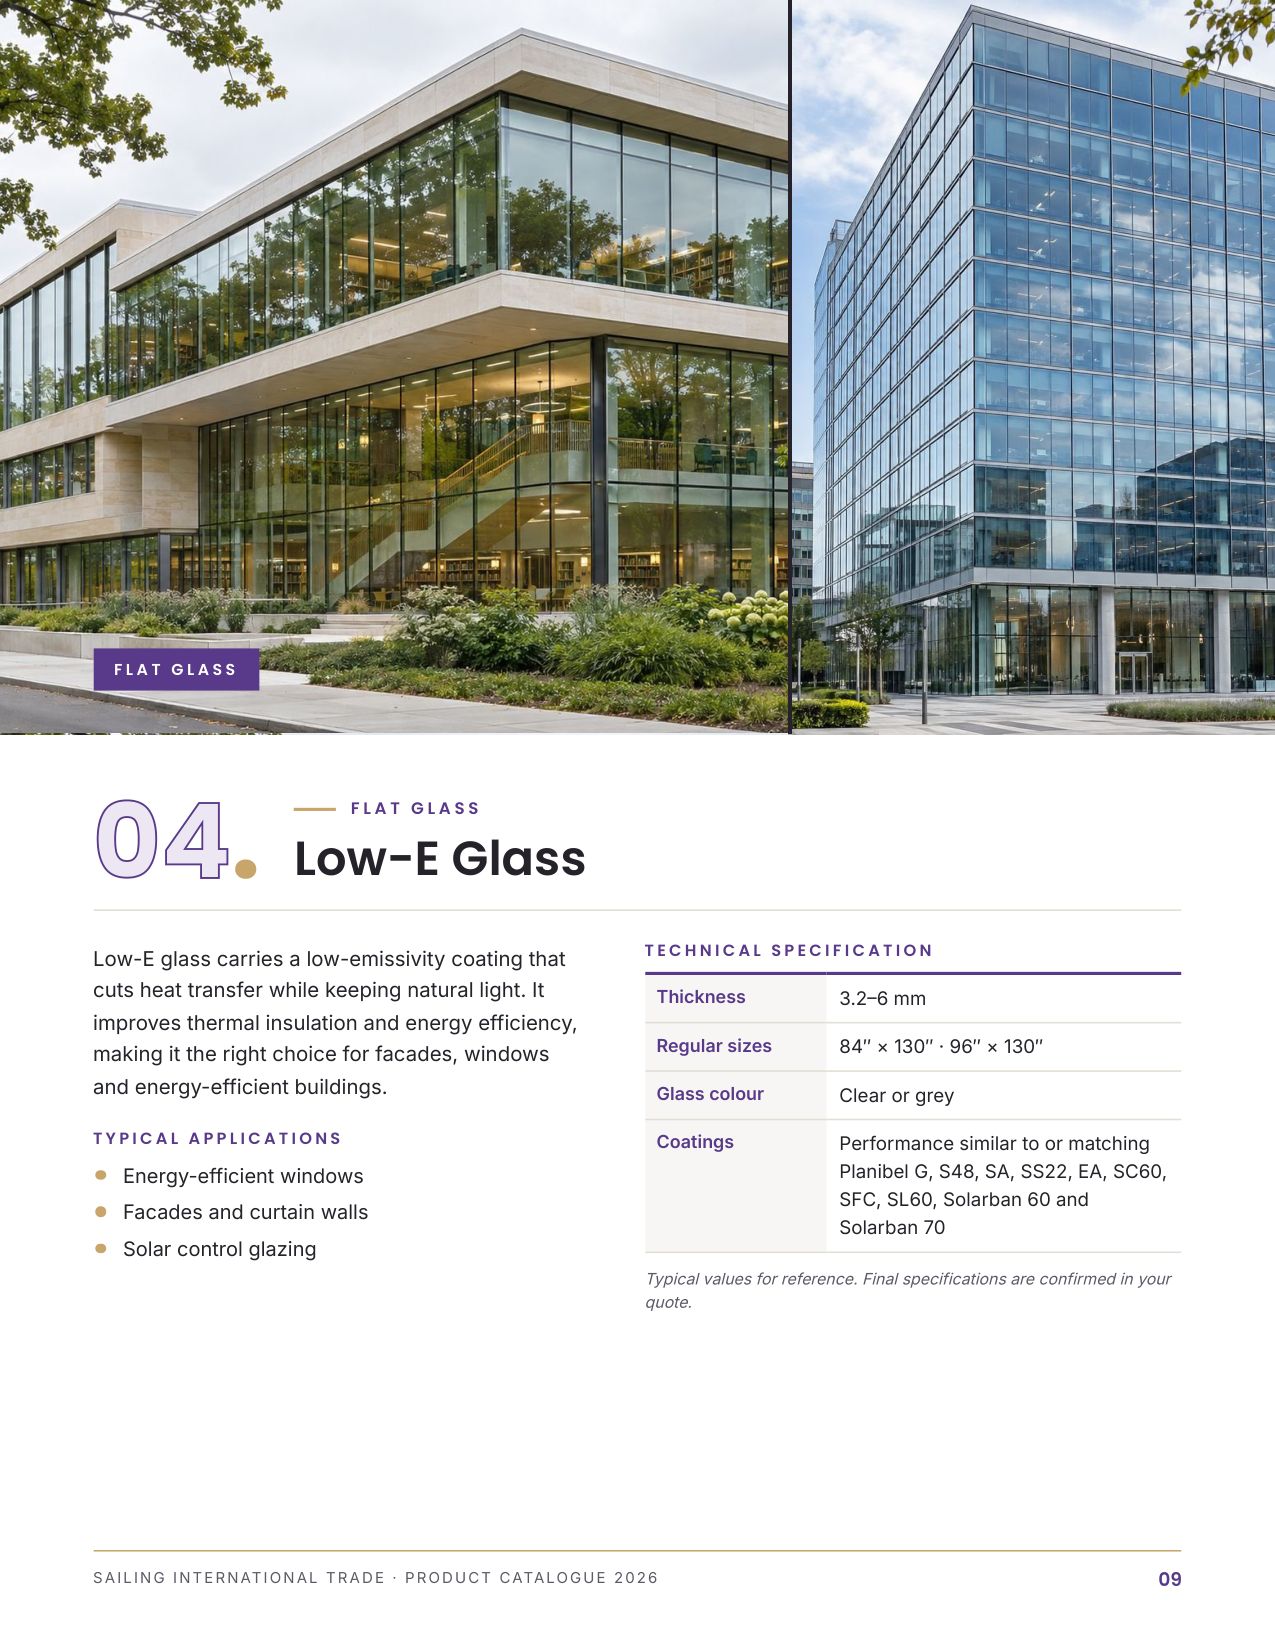 FLAT GLASS
04.
FLAT GLASS
Low-E Glass
Low-E glass carries a low-emissivity coating that
cuts heat transfer while keeping natural light. It
improves thermal insulation and energy efficiency,
making it the right choice for facades, windows
and energy-efficient buildings.
TYPICAL APPLICATIONS
Energy-efficient windows
Facades and curtain walls
Solar control glazing
TECHNICAL SPECIFICATION
Thickness 3.2–6 mm
Regular sizes 84″ × 130″ · 96″ × 130″
Glass colour Clear or grey
Coatings Performance similar to or matching
Planibel G, S48, SA, SS22, EA, SC60,
SFC, SL60, Solarban 60 and
Solarban 70
Typical values for reference. Final specifications are confirmed in your
quote.
SAILING INTERNATIONAL TRADE · PRODUCT CATALOGUE 2026
09